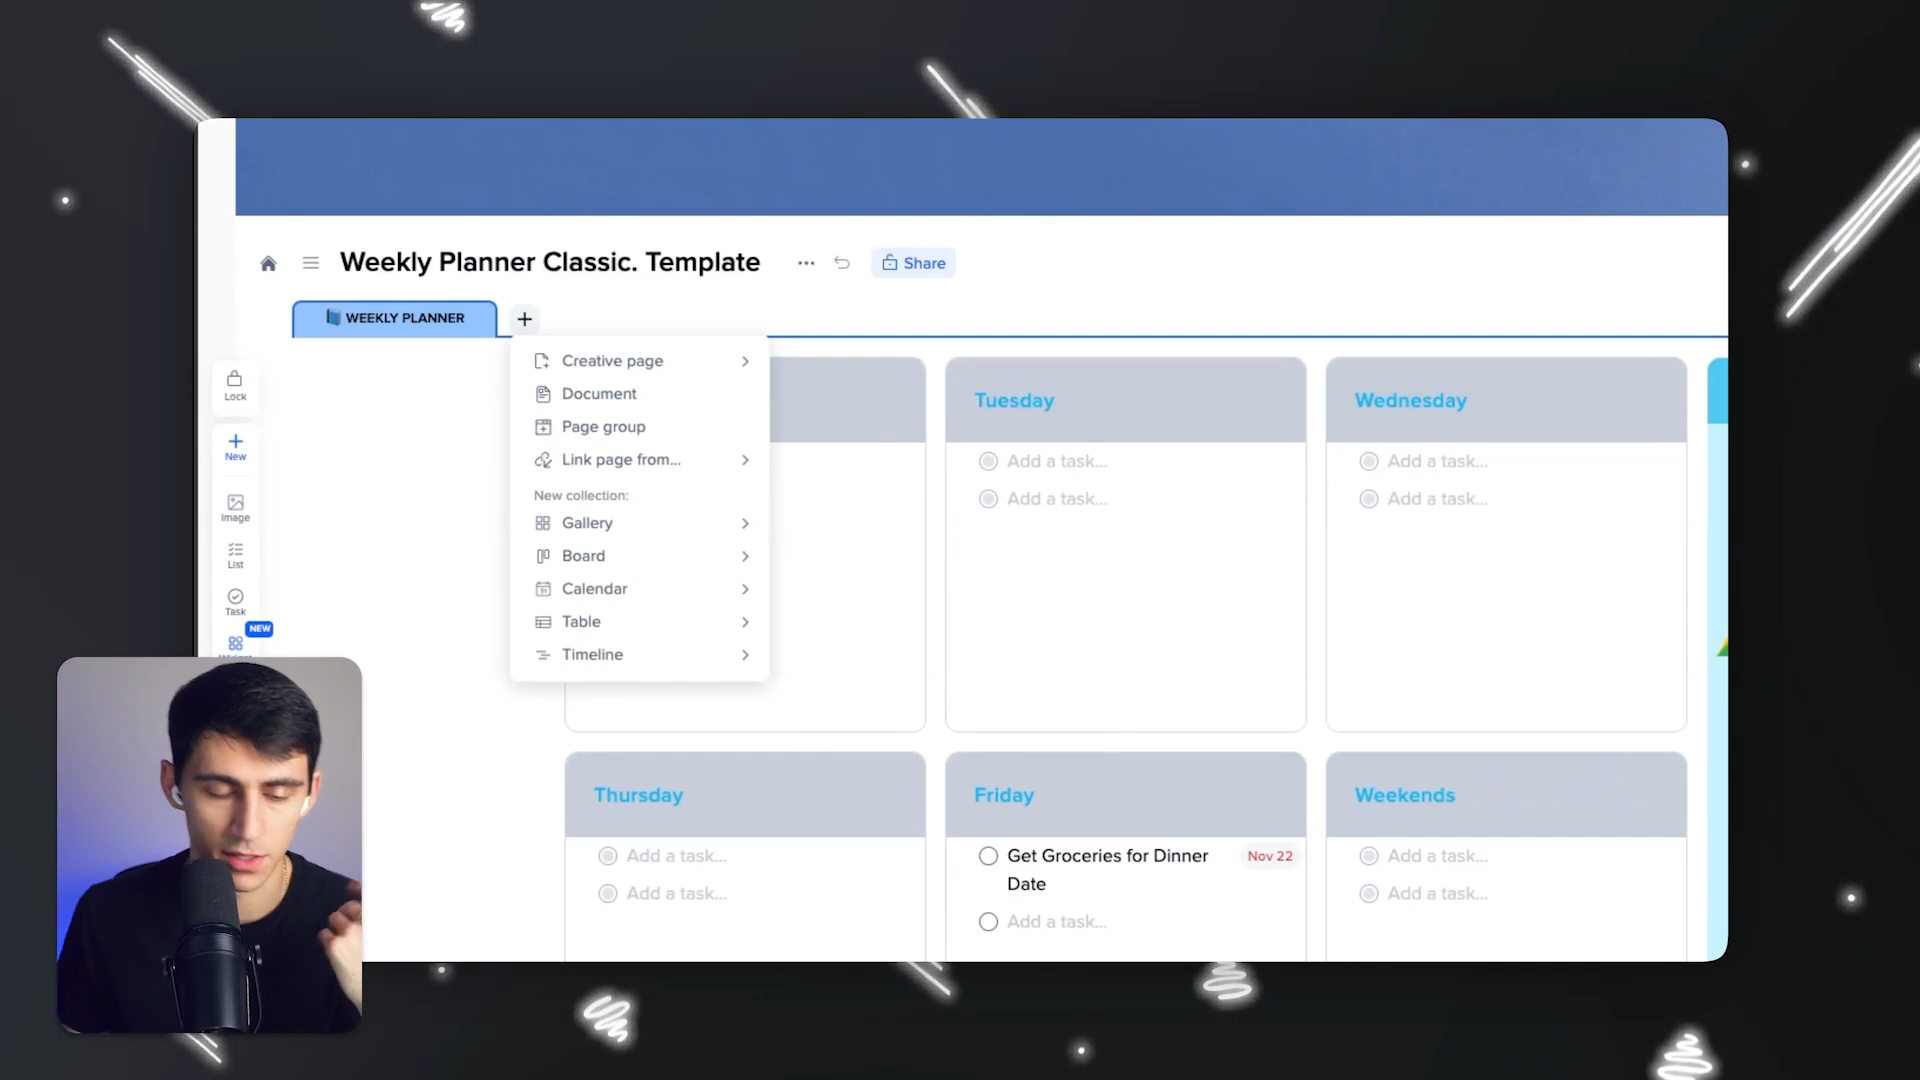 Weekly Planner Classic. Template
Share
WEEKLY PLANNER
Lock
New
Image
List
Task
NEW
Creative page
Document
Page group
Link page from...
New collection:
Gallery
Board
Calendar
Table
Timeline
Tuesday
Add a task...
Add a task...
Wednesday
Add a task...
Add a task...
Thursday
Add a task...
Add a task...
Friday
Get Groceries for Dinner
Date
Nov 22
Add a task...
Weekends
Add a task...
Add a task...